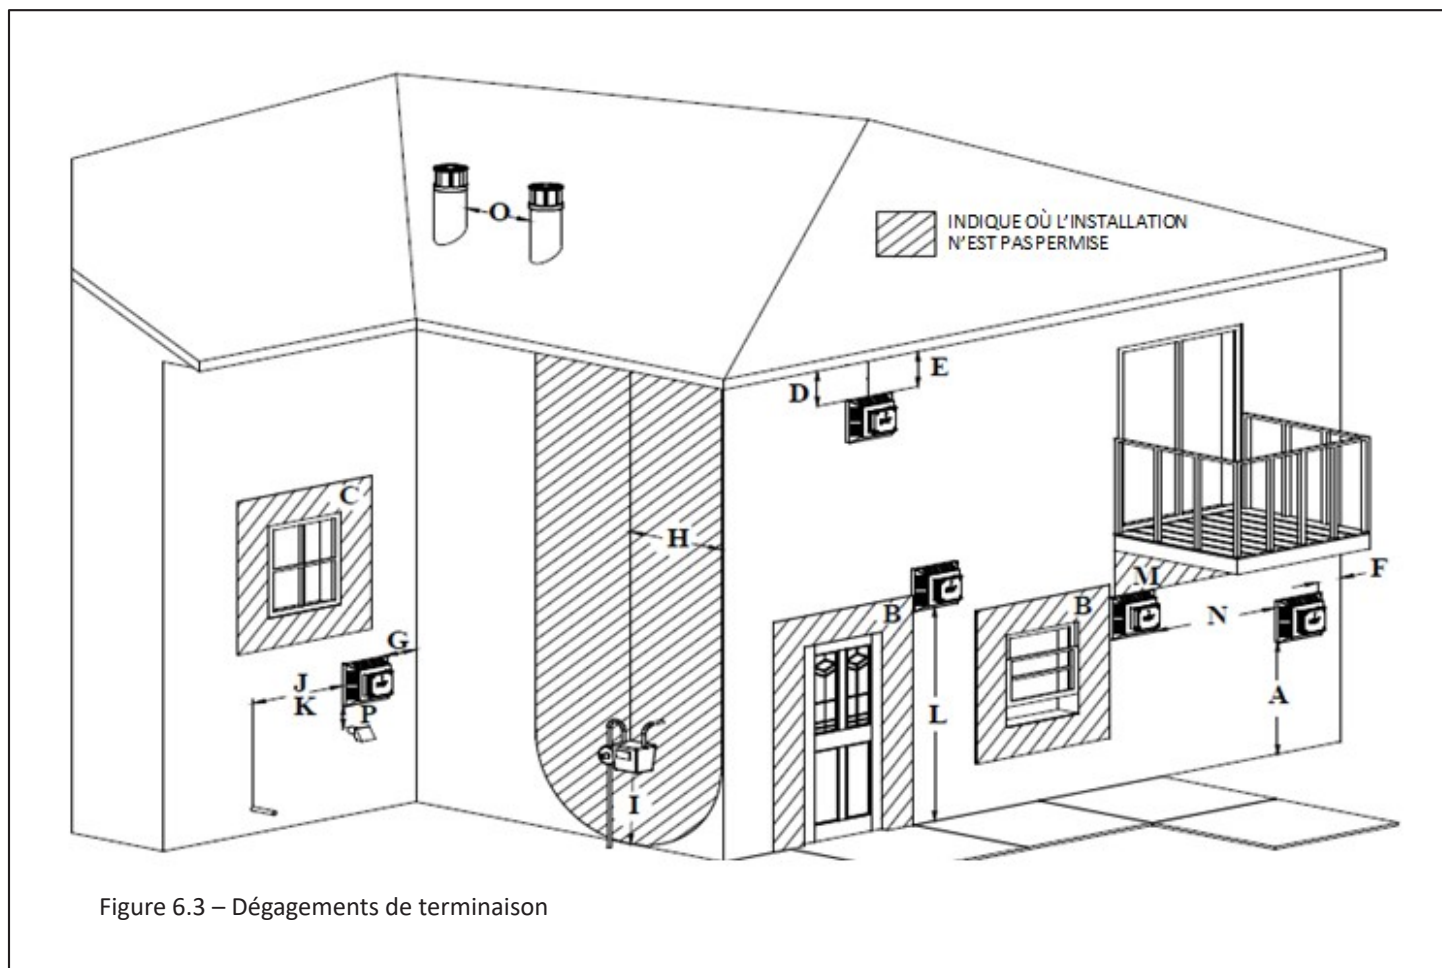 O
INDIQUE OÙ L'INSTALLATION
N'EST PAS PERMISE
E
D
C
H
F
M
B
B
N
G
J
K
A
P
L
I
Figure 6.3 – Dégagements de terminaison